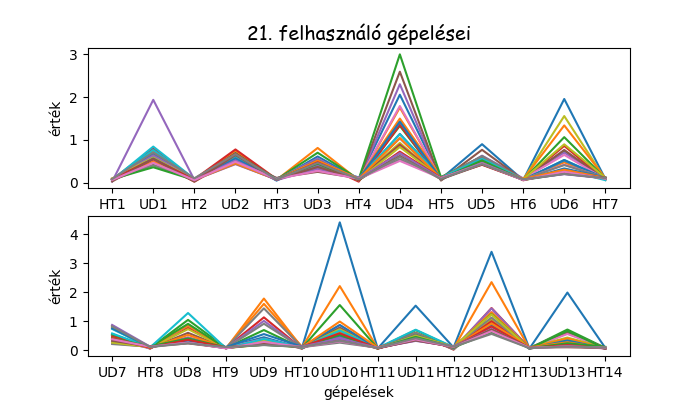 21. felhasználó gépelései
érték
3
2
1
0
HT1 UD1 HT2 UD2 HT3 UD3 HT4 UD4 HT5 UD5 HT6 UD6 HT7
érték
4
3
2
1
0
UD7 HT8 UD8 HT9 UD9 HT10 UD10 HT11 UD11 HT12 UD12 HT13 UD13 HT14
gépelések